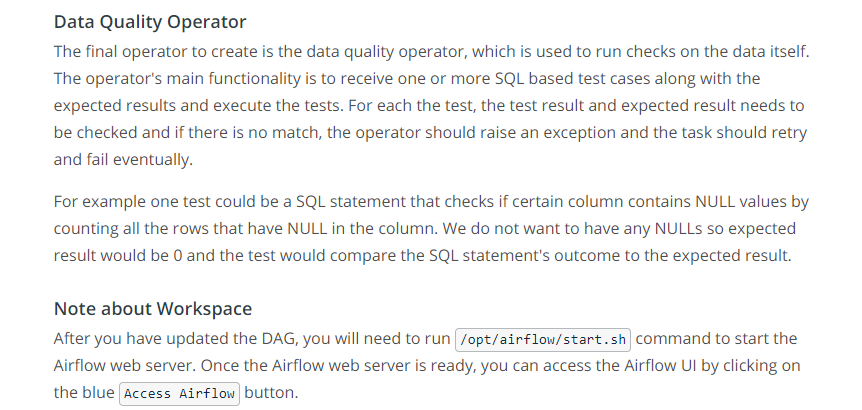 Data Quality Operator
The final operator to create is the data quality operator, which is used to run checks on the data itself.
The operator's main functionality is to receive one or more SQL based test cases along with the
expected results and execute the tests. For each the test, the test result and expected result needs to
be checked and if there is no match, the operator should raise an exception and the task should retry
and fail eventually.
For example one test could be a SQL statement that checks if certain column contains NULL values by
counting all the rows that have NULL in the column. We do not want to have any NULLs so expected
result would be 0 and the test would compare the SQL statement's outcome to the expected result.
Note about Workspace
After you have updated the DAG, you will need to run /opt/airflow/start.sh command to start the
Airflow web server. Once the Airflow web server is ready, you can access the Airflow UI by clicking on
the blue Access Airflow button.